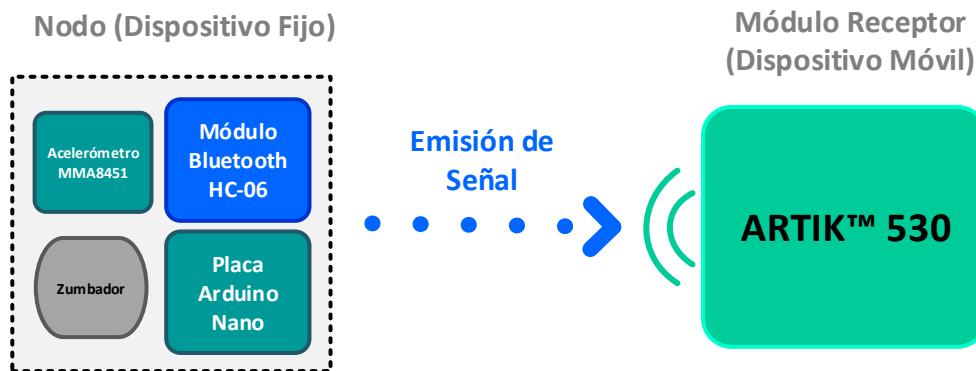 Nodo (Dispositivo Fijo)
Acelerómetro
MMA8451
Módulo
Bluetooth
HC-06
Zumbador
Placa
Arduino
Nano
Emisión de
Señal
Módulo Receptor
(Dispositivo Móvil)
ARTIK™ 530